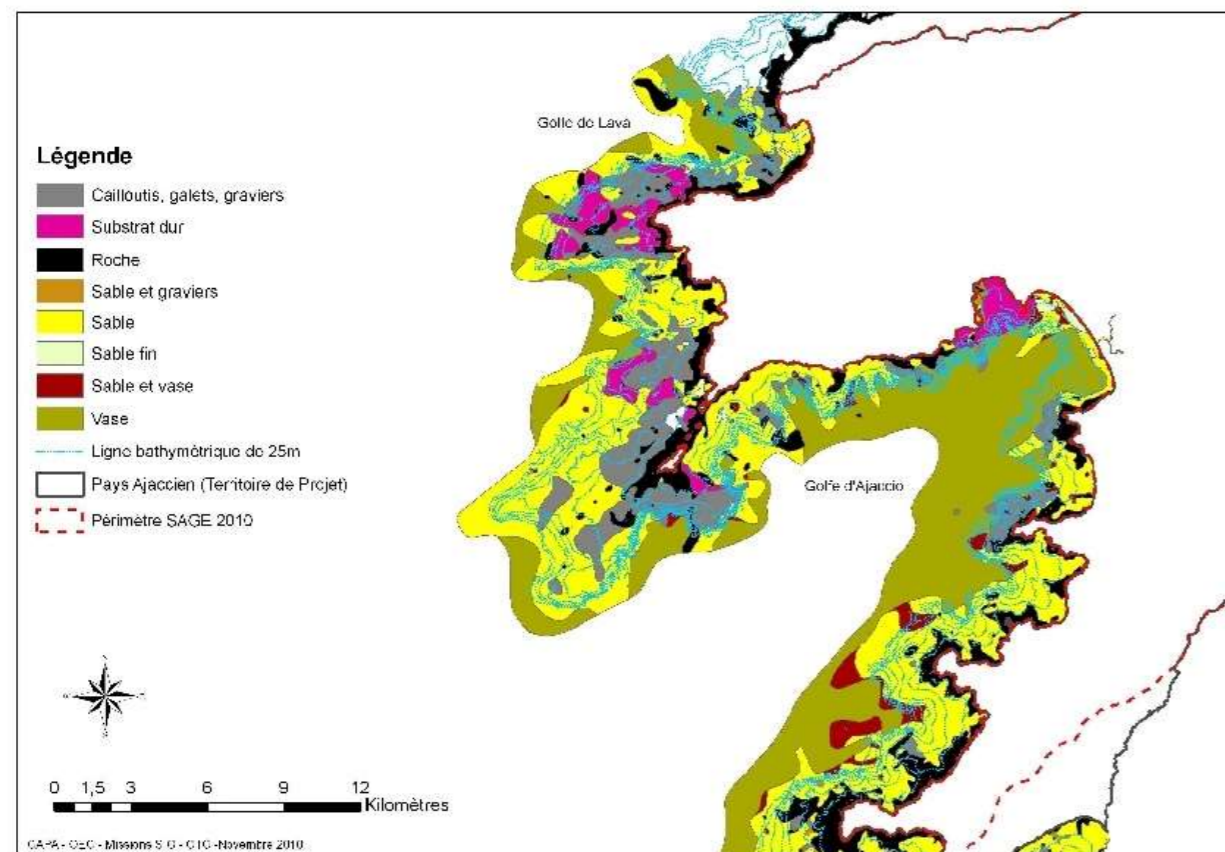 Golfe de Lava
Légende
Cailloutis, galets, graviers
Substrat dur
Roche
Sable et graviers
Sable
Sable fin
Sable et vase
Vase
Ligne bathymétrique de 25m
Pays Ajaccien (Territoire de Projet)
Périmètre SAGE 2010
Golfe d'Ajaccio
0 1,5 3 6 9 12
Kilomètres
CAPA - OEC - Missions SIG - CTC -Novembre 2010